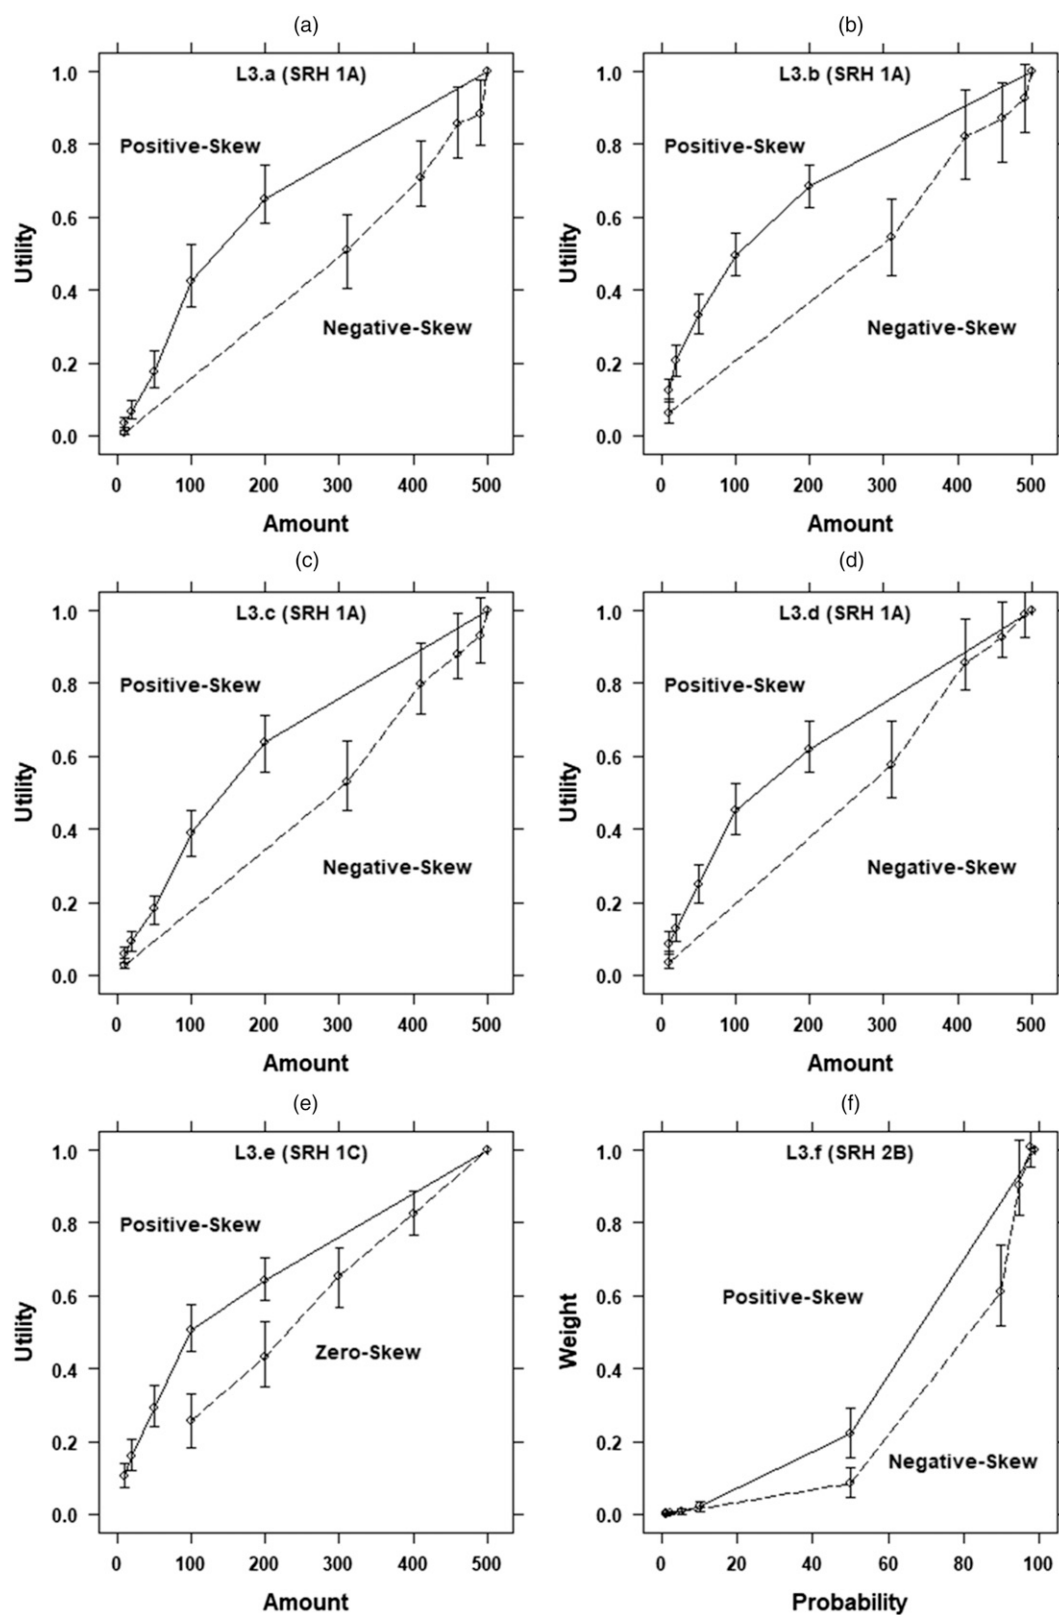 (a)
L3.a (SRH 1A)
1.0
Positive-Skew
0.8
0.6
Utility
0.4
Negative-Skew
0.2
0.0
0 100 200 300 400 500
Amount
(b)
L3.b (SRH 1A)
1.0
Positive-Skew
0.8
0.6
Utility
0.4
Negative-Skew
0.2
0.0
0 100 200 300 400 500
Amount
(c)
L3.c (SRH 1A)
1.0
Positive-Skew
0.8
0.6
Utility
0.4
Negative-Skew
0.2
0.0
0 100 200 300 400 500
Amount
(d)
L3.d (SRH 1A)
1.0
Positive-Skew
0.8
0.6
Utility
0.4
Negative-Skew
0.2
0.0
0 100 200 300 400 500
Amount
(e)
L3.e (SRH 1C)
1.0
Positive-Skew
0.8
0.6
Utility
Zero-Skew
0.4
0.2
0.0
0 100 200 300 400 500
Amount
(f)
L3.f (SRH 2B)
1.0
0.8
Positive-Skew
0.6
Weight
0.4
0.2
Negative-Skew
0.0
0 20 40 60 80 100
Probability